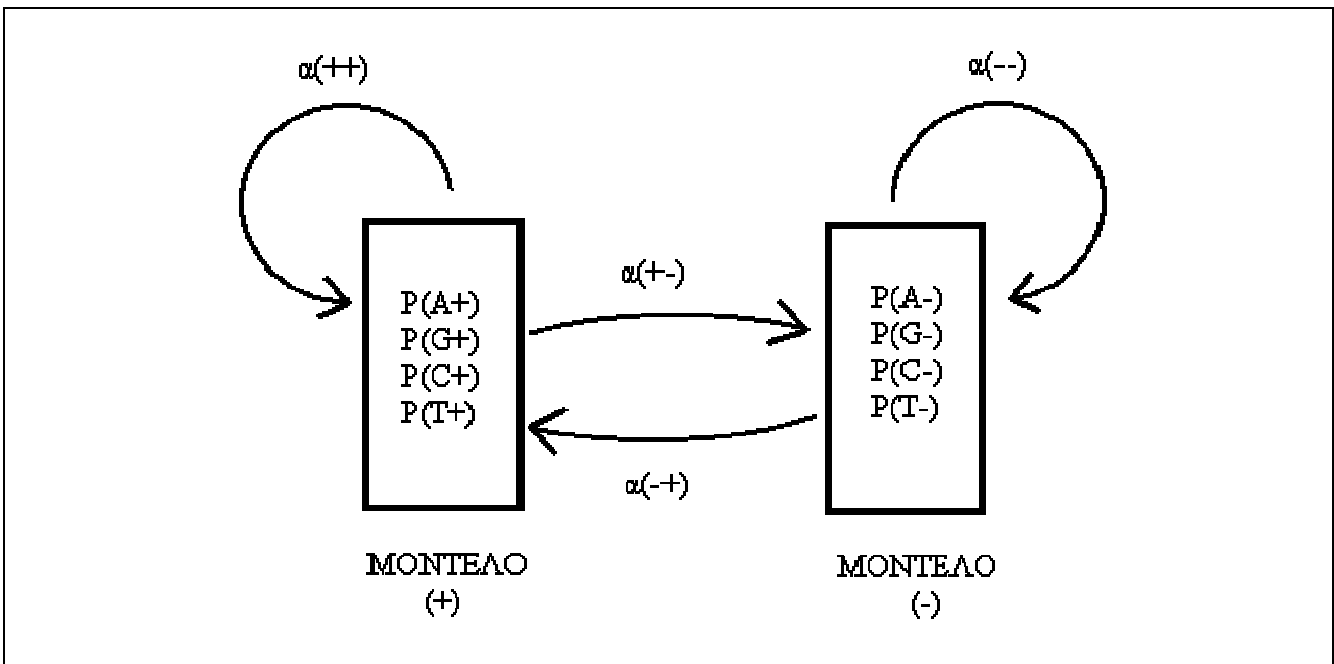 α(++)
α(--)
P(A+)
P(G+)
P(C+)
P(T+)
α(+-)
α(-+)
P(A-)
P(G-)
P(C-)
P(T-)
ΜΟΝΤΕΛΟ
(+)
ΜΟΝΤΕΛΟ
(-)